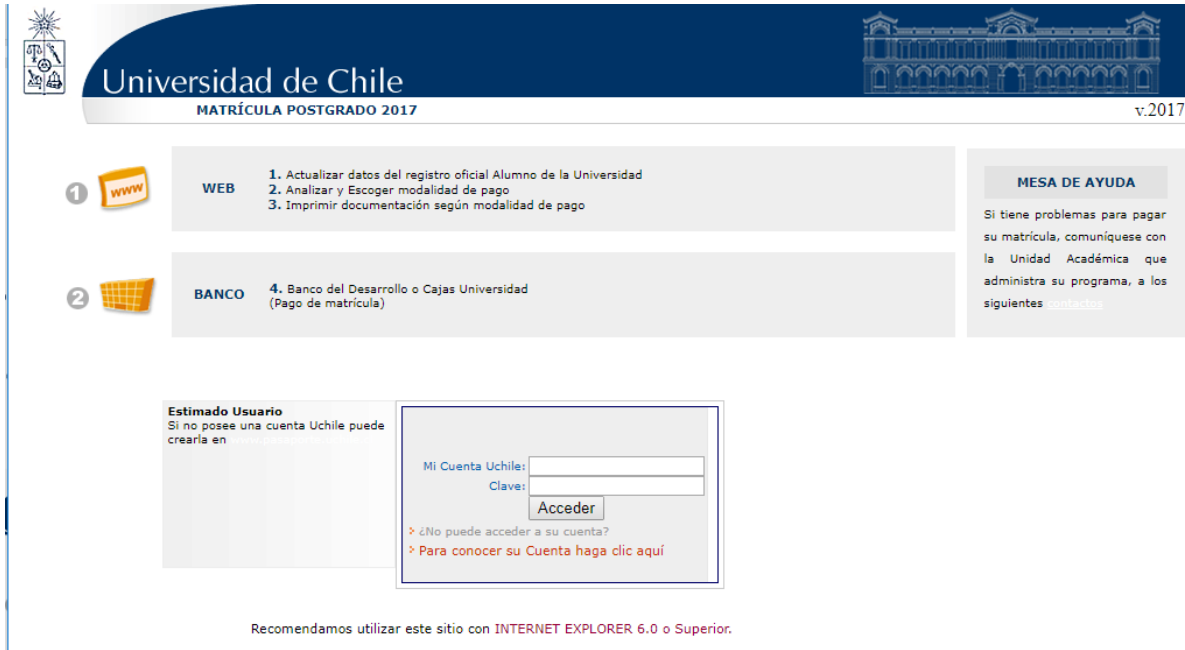 Universidad de Chile
MATRÍCULA POSTGRADO 2017
v.2017
1
www
WEB
1. Actualizar datos del registro oficial Alumno de la Universidad
2. Analizar y Escoger modalidad de pago
3. Imprimir documentación según modalidad de pago
MESA DE AYUDA
Si tiene problemas para pagar
su matrícula, comuníquese con
la Unidad Académica que
administra su programa, a los
siguientes contactos
2
BANCO
4. Banco del Desarrollo o Cajas Universidad
(Pago de matrícula)
Estimado Usuario
Si no posee una cuenta Uchile puede
crearla en
Mi Cuenta Uchile:
Clave:
Acceder
¿No puede acceder a su cuenta?
Para conocer su Cuenta haga clic aquí
Recomendamos utilizar este sitio con INTERNET EXPLORER 6.0 o Superior.